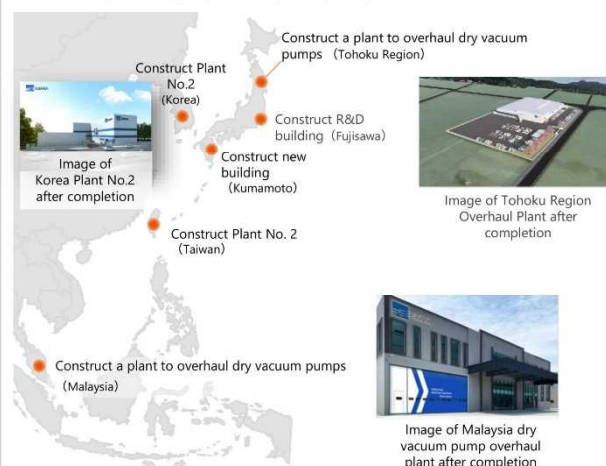 Construct a plant to overhaul dry vacuum
pumps （Tohoku Region）
Construct Plant
No.2
(Korea)
Construct R&D
building（Fujisawa）
Construct new
building
（Kumamoto）
Image of
Korea Plant No.2
after completion
Image of Tohoku Region
Overhaul Plant after
completion
Construct Plant No. 2
（Taiwan）
Construct a plant to overhaul dry vacuum pumps
（Malaysia）
Image of Malaysia dry
vacuum pump overhaul
plant after completion